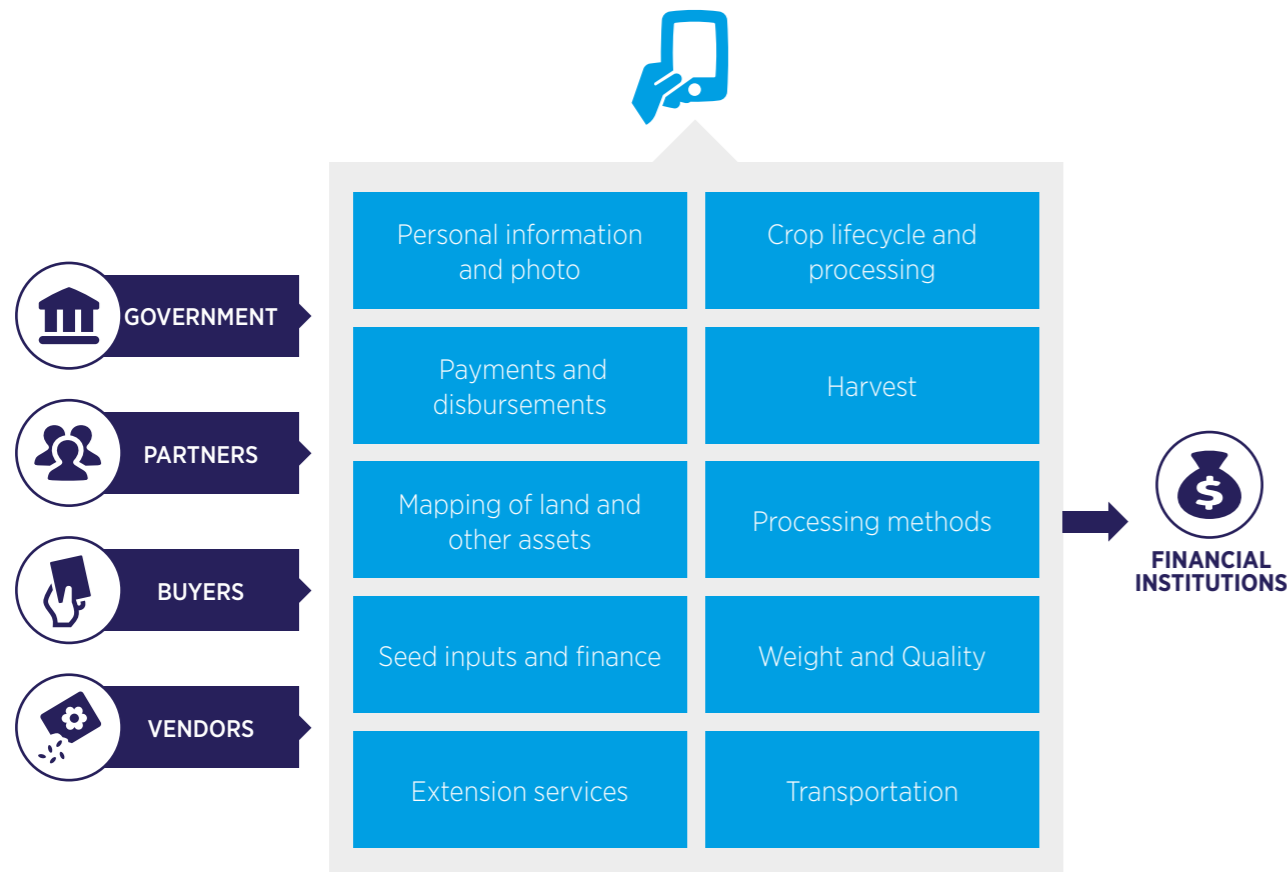 Personal information
and photo
Crop lifecycle and
processing
GOVERNMENT
Payments and
disbursements
Harvest
PARTNERS
Mapping of land and
other assets
Processing methods
FINANCIAL
INSTITUTIONS
BUYERS
Seed inputs and finance
Weight and Quality
VENDORS
Extension services
Transportation
$